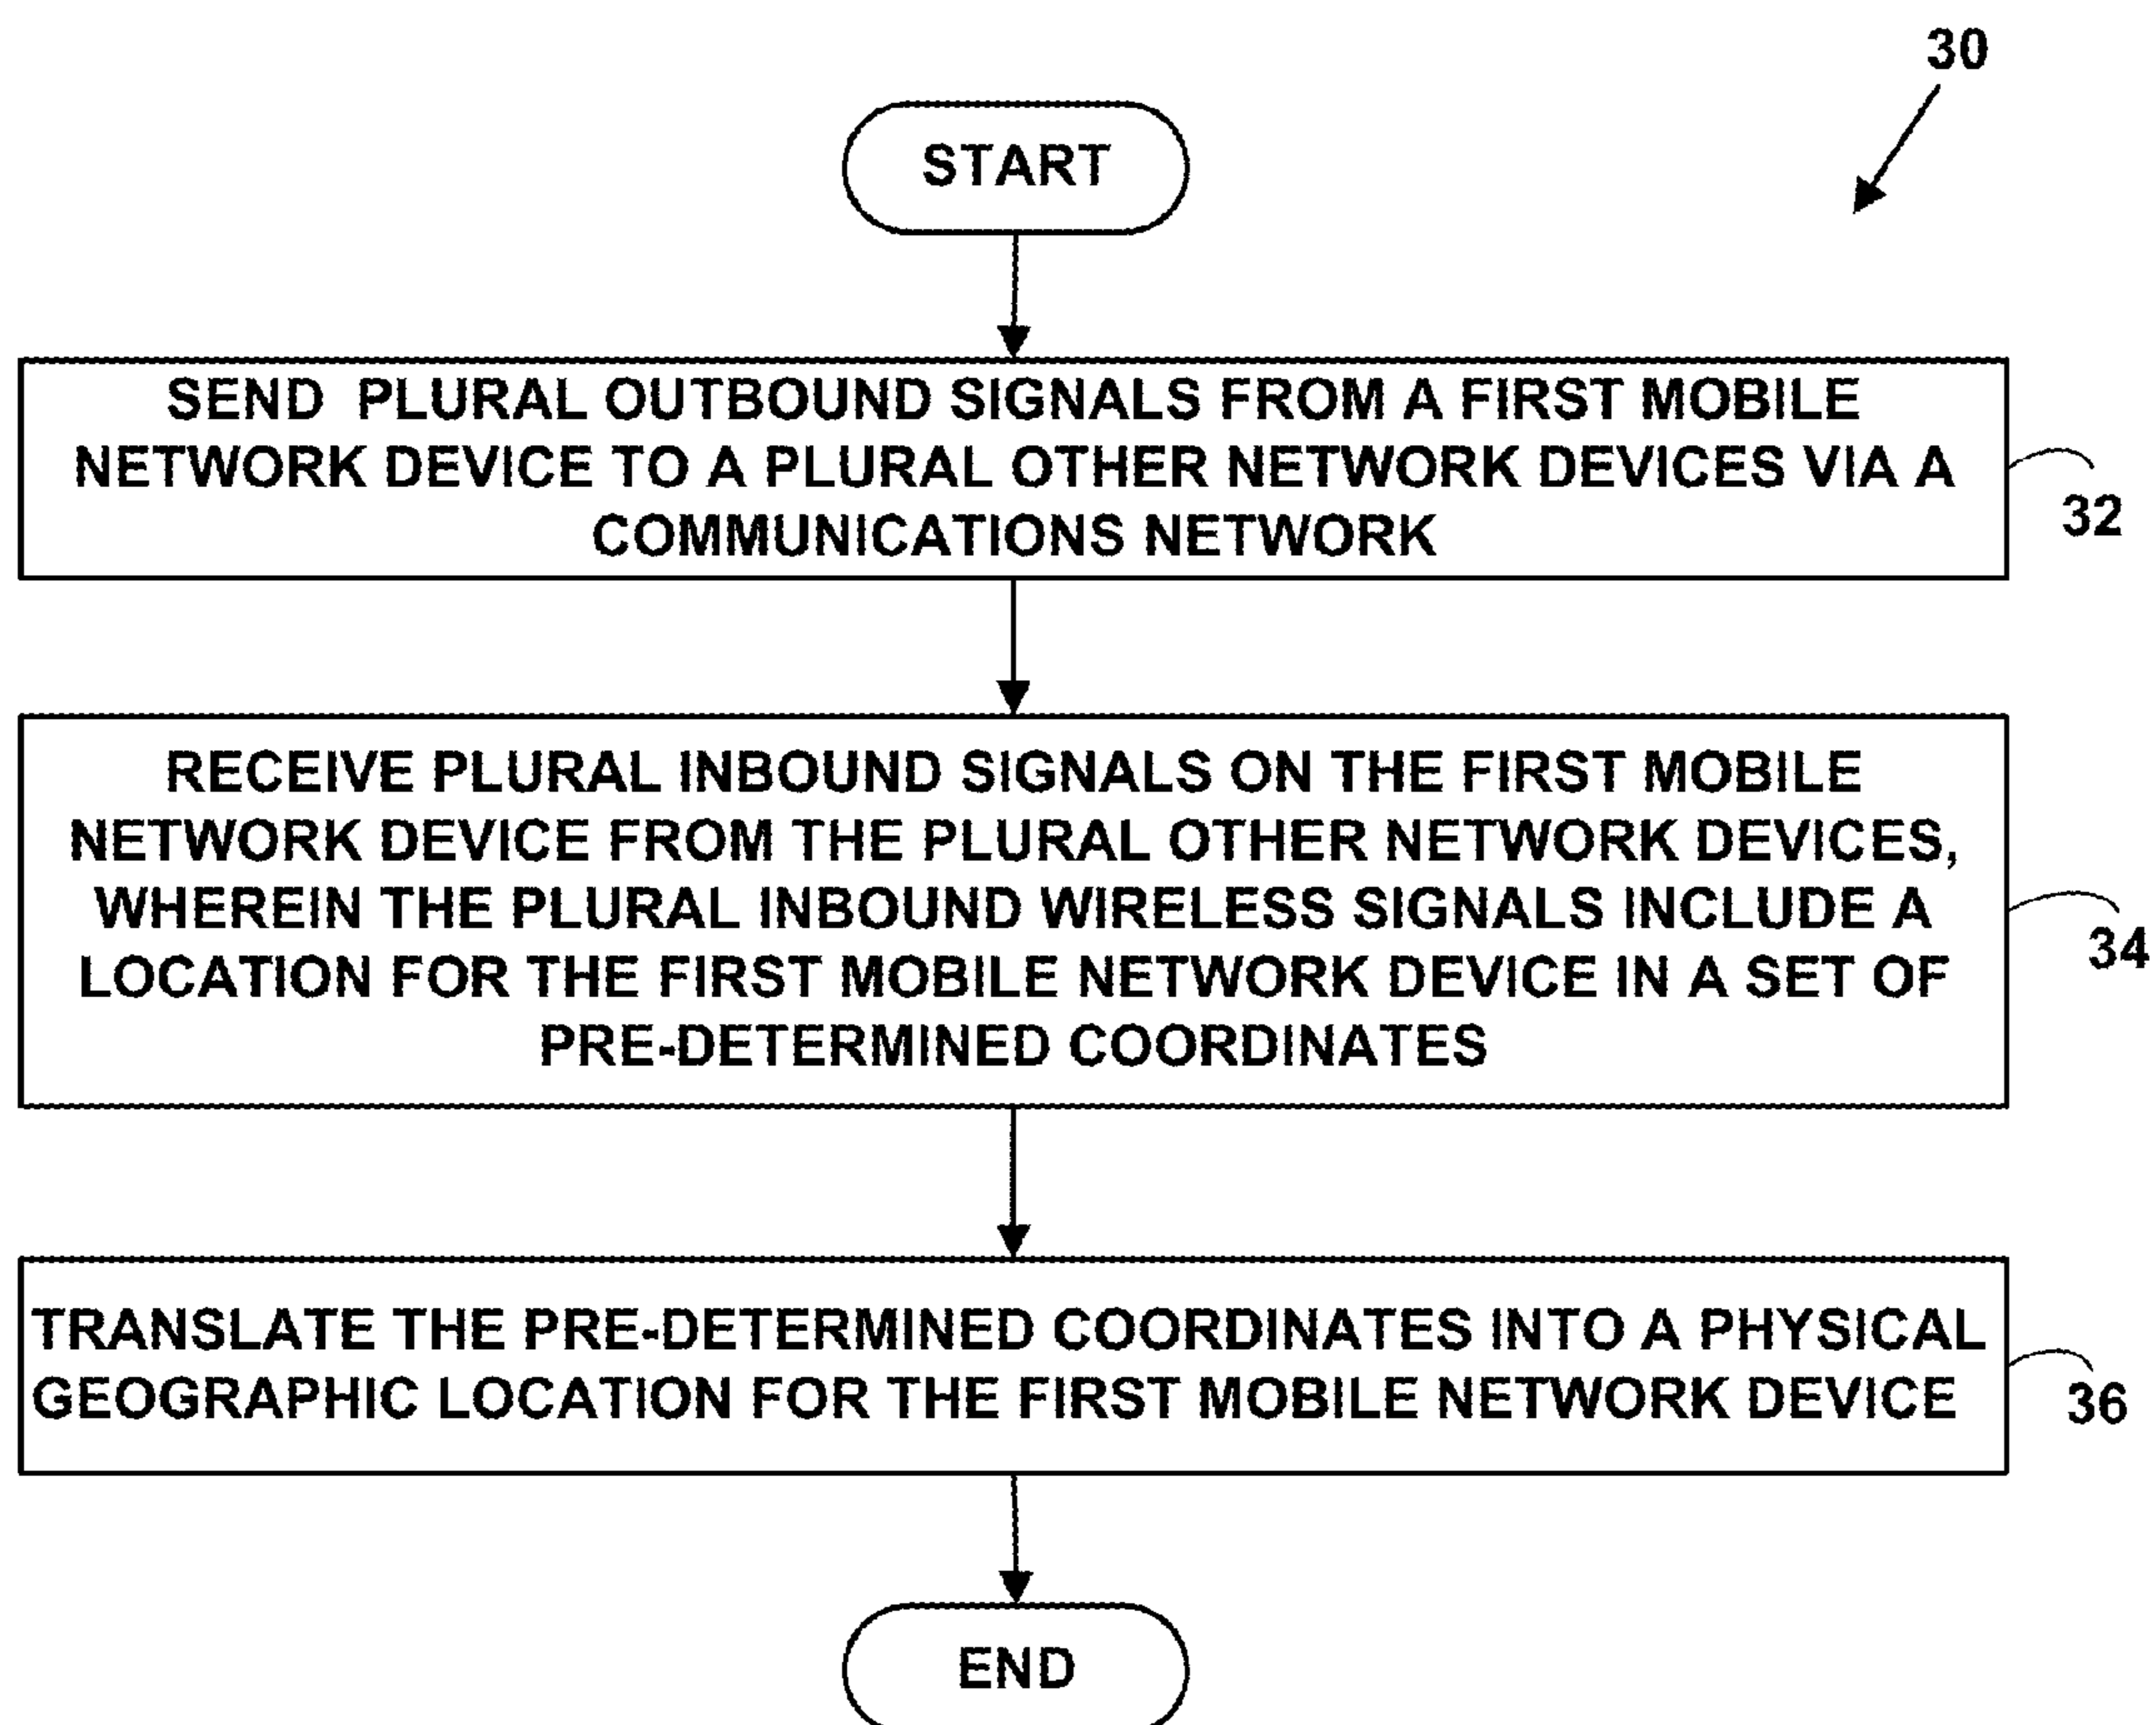 30
START
SEND PLURAL OUTBOUND SIGNALS FROM A FIRST MOBILE
NETWORK DEVICE TO A PLURAL OTHER NETWORK DEVICES VIA A
COMMUNICATIONS NETWORK
32
RECEIVE PLURAL INBOUND SIGNALS ON THE FIRST MOBILE
NETWORK DEVICE FROM THE PLURAL OTHER NETWORK DEVICES,
WHEREIN THE PLURAL INBOUND WIRELESS SIGNALS INCLUDE A
LOCATION FOR THE FIRST MOBILE NETWORK DEVICE IN A SET OF
PRE-DETERMINED COORDINATES
34
TRANSLATE THE PRE-DETERMINED COORDINATES INTO A PHYSICAL
GEOGRAPHIC LOCATION FOR THE FIRST MOBILE NETWORK DEVICE
36
END